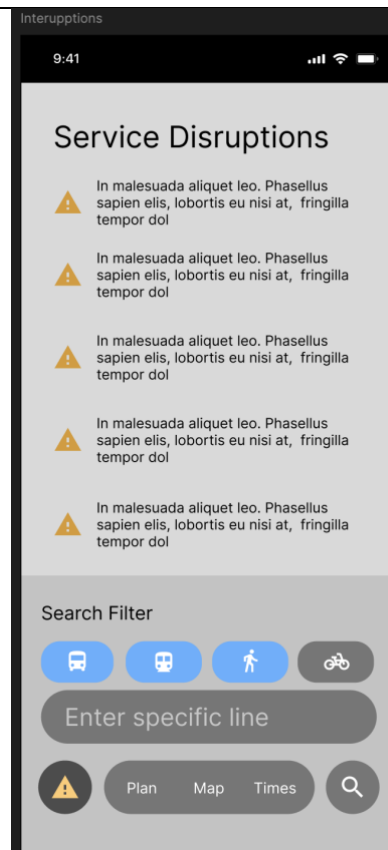 Interupptions
9:41
Service Disruptions
In malesuada aliquet leo. Phasellus
sapien elis, lobortis eu nisi at, fringilla
tempor dol
In malesuada aliquet leo. Phasellus
sapien elis, lobortis eu nisi at, fringilla
tempor dol
In malesuada aliquet leo. Phasellus
sapien elis, lobortis eu nisi at, fringilla
tempor dol
In malesuada aliquet leo. Phasellus
sapien elis, lobortis eu nisi at, fringilla
tempor dol
In malesuada aliquet leo. Phasellus
sapien elis, lobortis eu nisi at, fringilla
tempor dol
Search Filter
Enter specific line
Plan Map Times